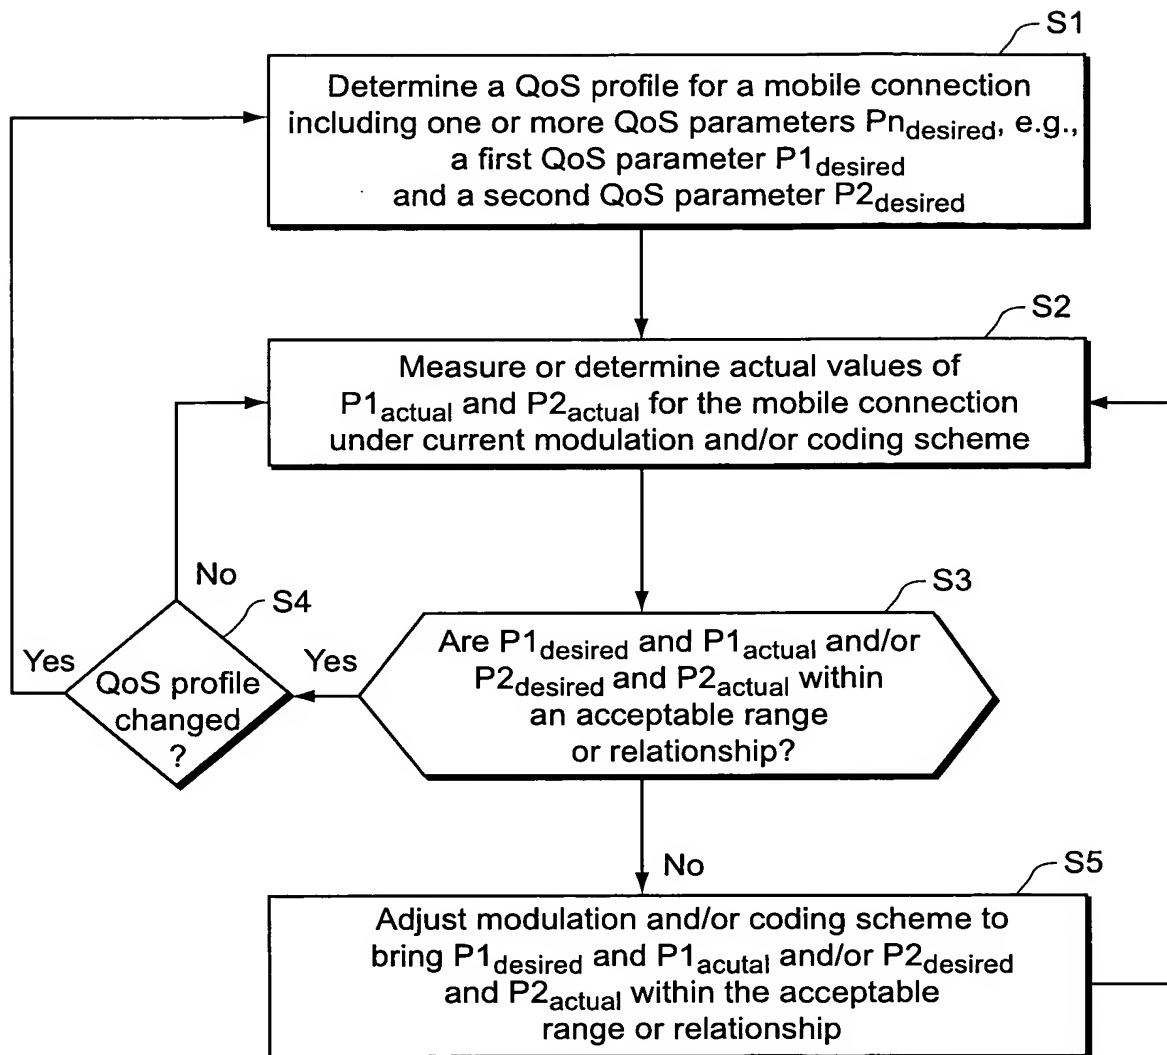 S1
Determine a QoS profile for a mobile connection
including one or more QoS parameters Pndesired, e.g.,
a first QoS parameter P1desired
and a second QoS parameter P2desired
S2
Measure or determine actual values of
P1actual and P2actual for the mobile connection
under current modulation and/or coding scheme
S3
Are P1desired and P1actual and/or
P2desired and P2actual within
an acceptable range
or relationship?
Yes
S4
QoS profile
changed
?
No
Yes
No
S5
Adjust modulation and/or coding scheme to
bring P1desired and P1acutal and/or P2desired
and P2actual within the acceptable
range or relationship